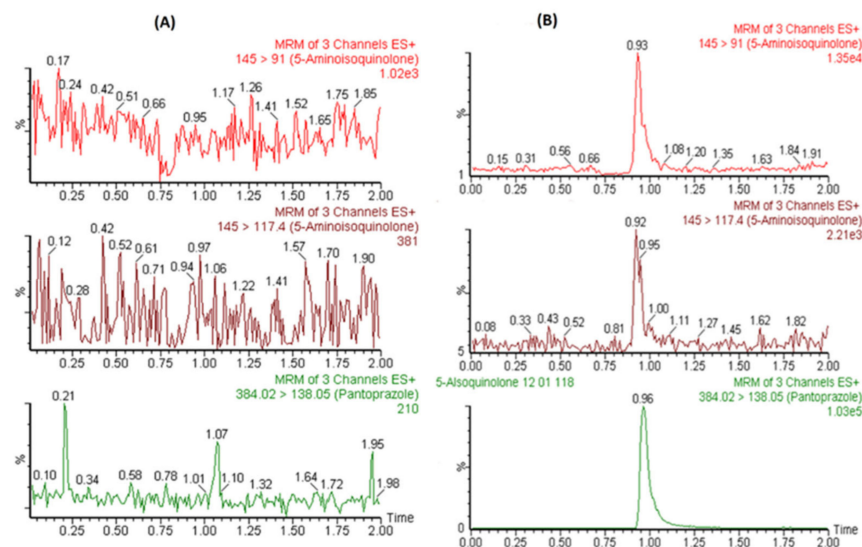 (A)
MRM of 3 Channels ES+
145 > 91 (5-Aminoisoquinolone)
1.02e3
0.17
0.24
0.42
0.51
0.66
0.95
1.17
1.26
1.41
1.52
1.65
1.75
1.85
%
0.25 0.50 0.75 1.00 1.25 1.50 1.75 2.00
MRM of 3 Channels ES+
145 > 117.4 (5-Aminoisoquinolone)
381
0.12
0.28
0.42
0.52
0.61
0.71
0.94
0.97
1.06
1.22
1.41
1.57
1.70
1.90
%
0.25 0.50 0.75 1.00 1.25 1.50 1.75 2.00
MRM of 3 Channels ES+
384.02 > 138.05 (Pantoprazole)
210
0.10
0.21
0.34
0.58
0.78
1.01
1.07
1.10
1.32
1.64
1.72
1.95
1.98
%
Time
0.25 0.50 0.75 1.00 1.25 1.50 1.75 2.00
(B)
MRM of 3 Channels ES+
145 > 91 (5-Aminoisoquinolone)
1.35e4
0.93
0.15
0.31
0.56
0.66
1.08
1.20
1.35
1.63
1.84
1.91
%
1
0.00 0.25 0.50 0.75 1.00 1.25 1.50 1.75 2.00
MRM of 3 Channels ES+
145 > 117.4 (5-Aminoisoquinolone)
2.21e3
0.92
0.95
0.08
0.33
0.43
0.52
0.81
1.00
1.11
1.27
1.45
1.62
1.82
%
5
0.00 0.25 0.50 0.75 1.00 1.25 1.50 1.75 2.00
5-Alsoquinolone 12 01 118
MRM of 3 Channels ES+
384.02 > 138.05 (Pantoprazole)
1.03e5
0.96
%
0
Time
0.00 0.25 0.50 0.75 1.00 1.25 1.50 1.75 2.00